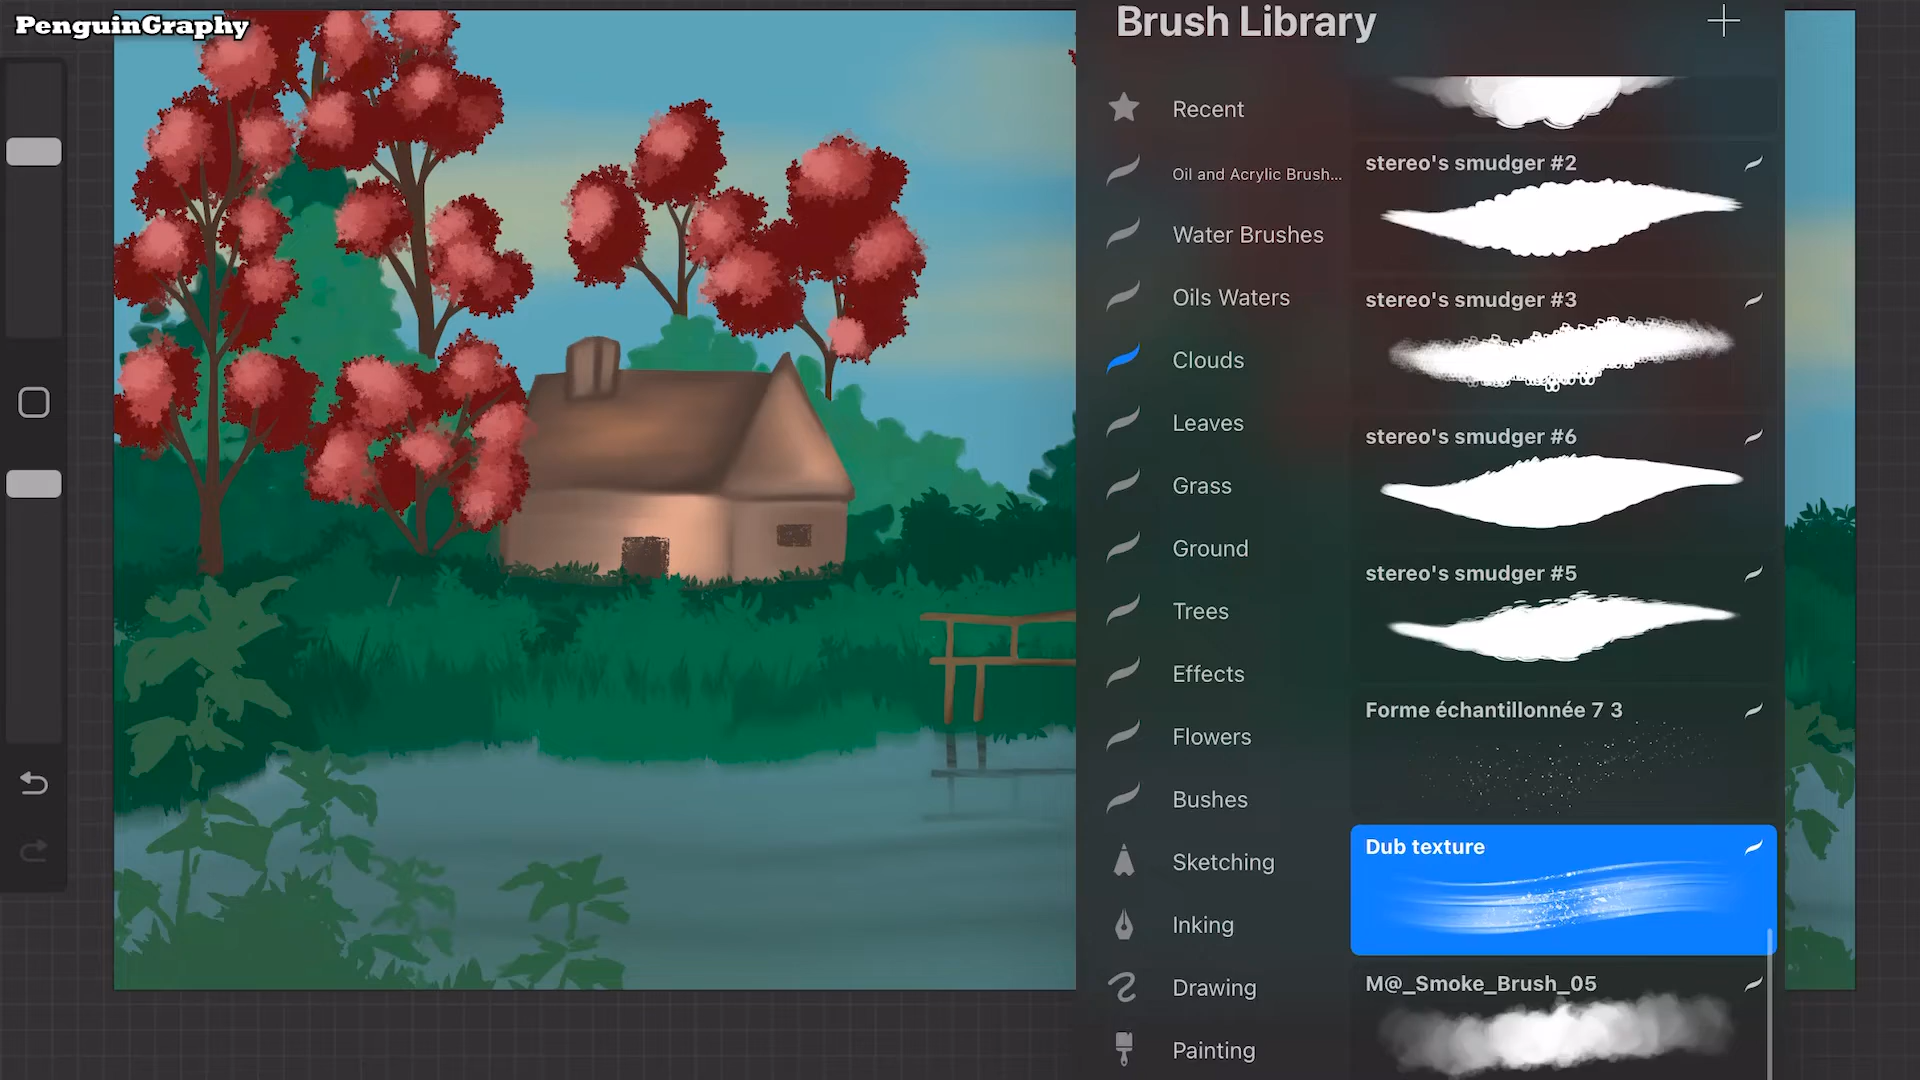 PenguinGraphy
Brush Library
Recent
Oil and Acrylic Brush...
Water Brushes
Oils Waters
Clouds
Leaves
Grass
Ground
Trees
Effects
Flowers
Bushes
Sketching
Inking
Drawing
Painting
stereo's smudger #2
stereo's smudger #3
stereo's smudger #6
stereo's smudger #5
Forme échantillonnée 7 3
Dub texture
M@_Smoke_Brush_05